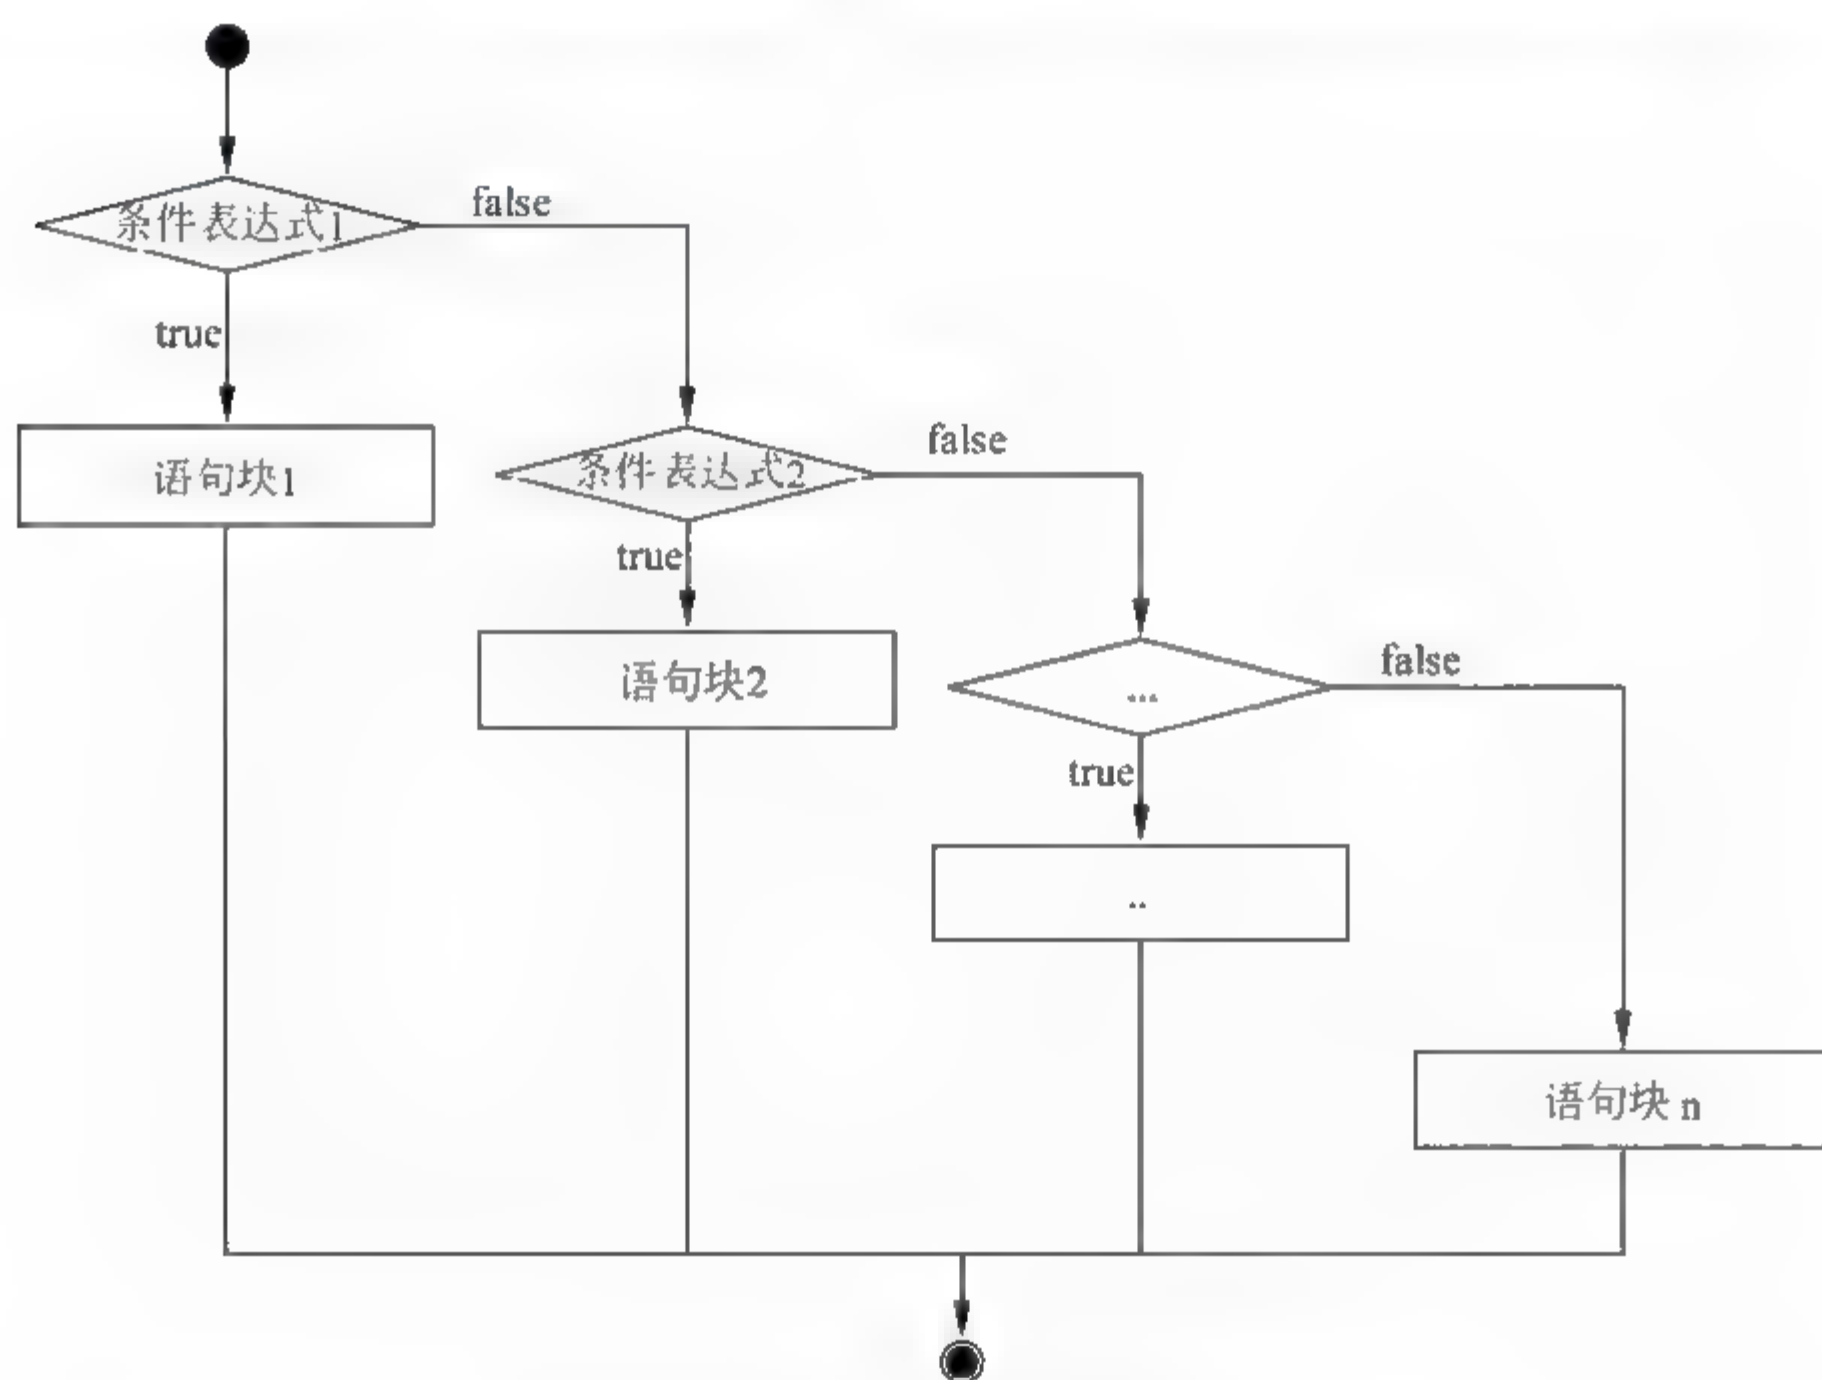 条件表达式1
false
true
语句块1
条件表达式2
false
true
语句块2
...
false
true
..
语句块 n